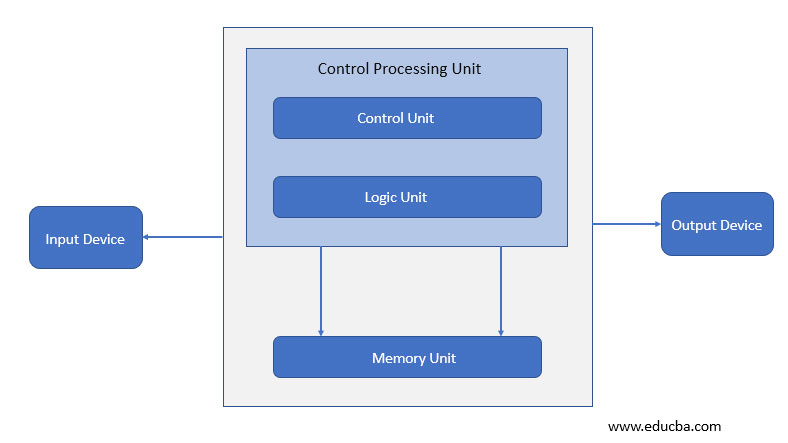 Control Processing Unit
Control Unit
Logic Unit
Input Device
Output Device
Memory Unit
www.educba.com